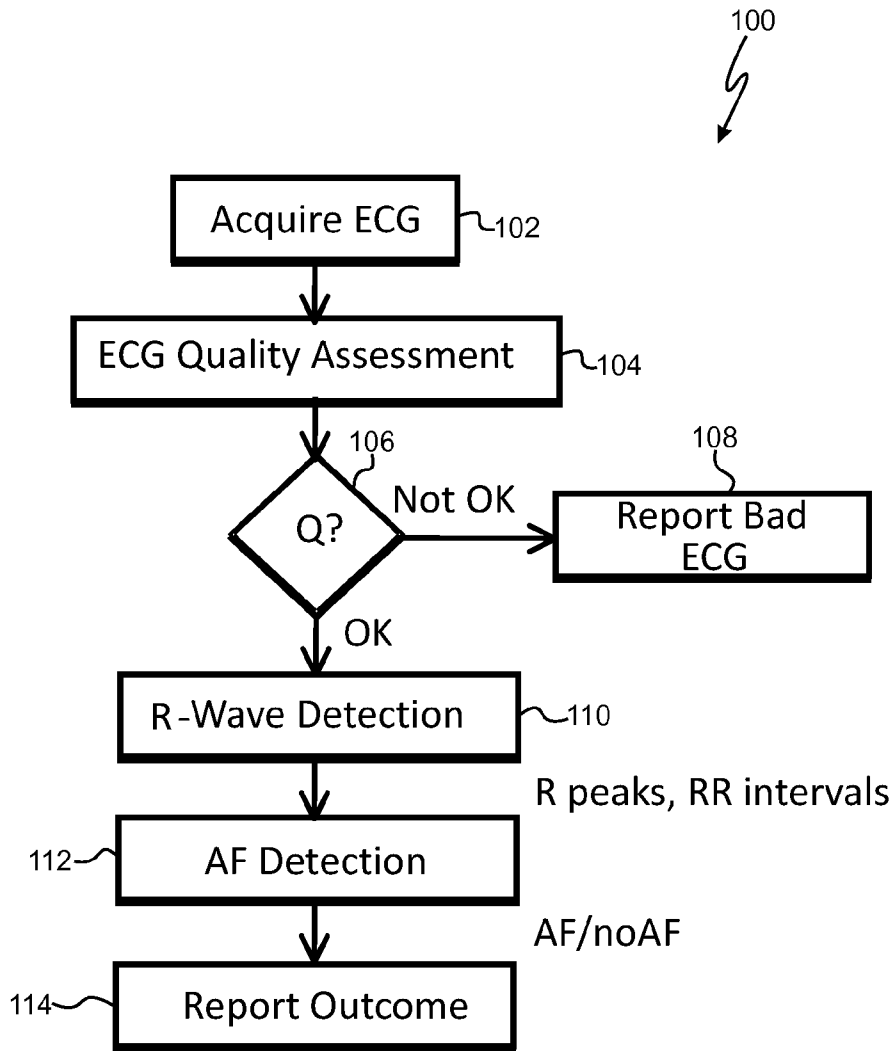 100
Acquire ECG
102
ECG Quality Assessment
104
106
Q?
Not OK
108
Report Bad
ECG
OK
R-Wave Detection
110
R peaks, RR intervals
112
AF Detection
AF/noAF
114
Report Outcome